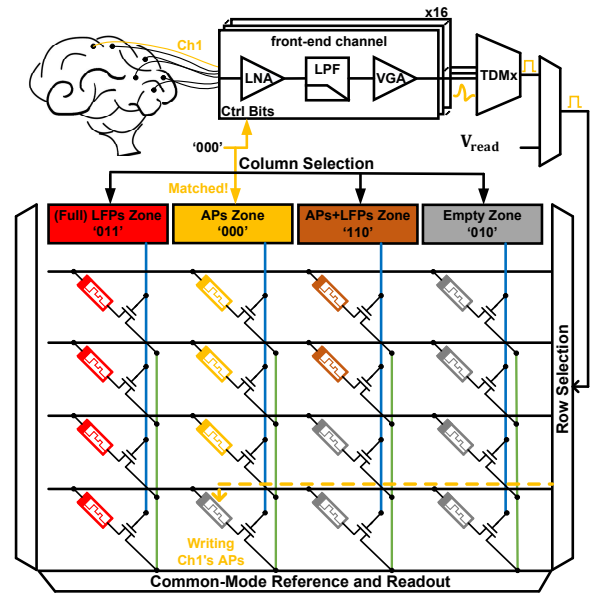 x16
Ch1
front-end channel
LNA
LPF
VGA
TDMx
Ctrl Bits
‘000’
Vread
Column Selection
Matched!
(Full) LFPs Zone
‘011’
APs Zone
‘000’
APs+LFPs Zone
‘110’
Empty Zone
‘010’
Row Selection
Writing
Ch1's APs
Common-Mode Reference and Readout